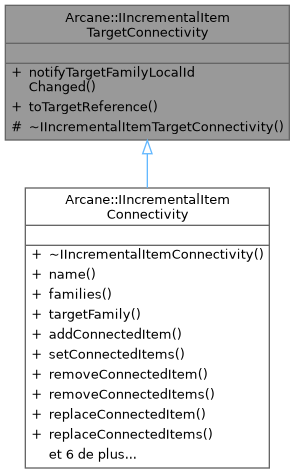 Arcane::IIncrementalItem
TargetConnectivity
+ notifyTargetFamilyLocalId
Changed()
+ toTargetReference()
# ~IIncrementalItemTargetConnectivity()
Arcane::IIncrementalItem
Connectivity
+ ~IIncrementalItemConnectivity()
+ name()
+ families()
+ targetFamily()
+ addConnectedItem()
+ setConnectedItems()
+ removeConnectedItem()
+ removeConnectedItems()
+ replaceConnectedItem()
+ replaceConnectedItems()
et 6 de plus...